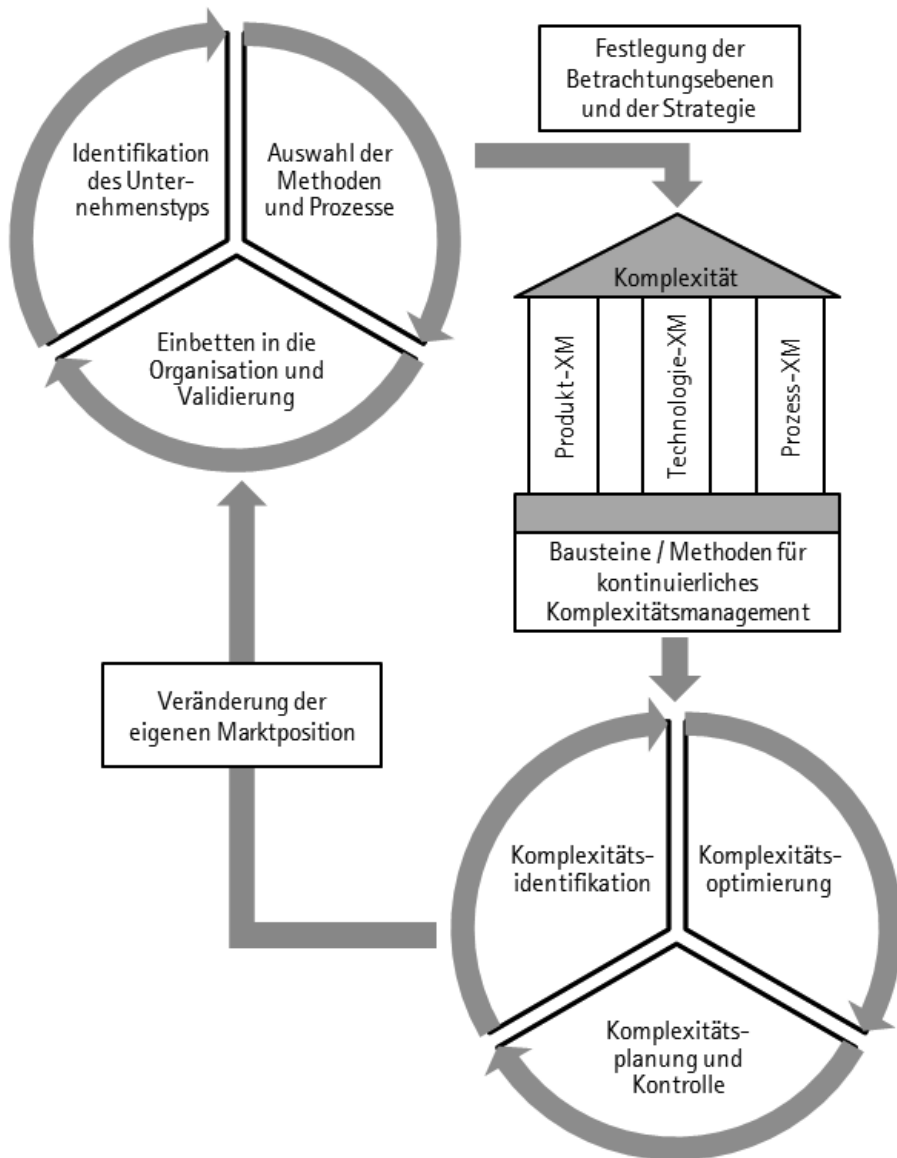 Identifikation
des Unter-
nehmenstyps
Auswahl der
Methoden
und Prozesse
Einbetten in die
Organisation und
Validierung
Festlegung der
Betrachtungsebenen
und der Strategie
Komplexität
Produkt-XM
Technologie-XM
Prozess-XM
Bausteine / Methoden für
kontinuierliches
Komplexitätsmanagement
Veränderung der
eigenen Marktposition
Komplexitäts-
identifikation
Komplexitäts-
optimierung
Komplexitäts-
planung und
Kontrolle